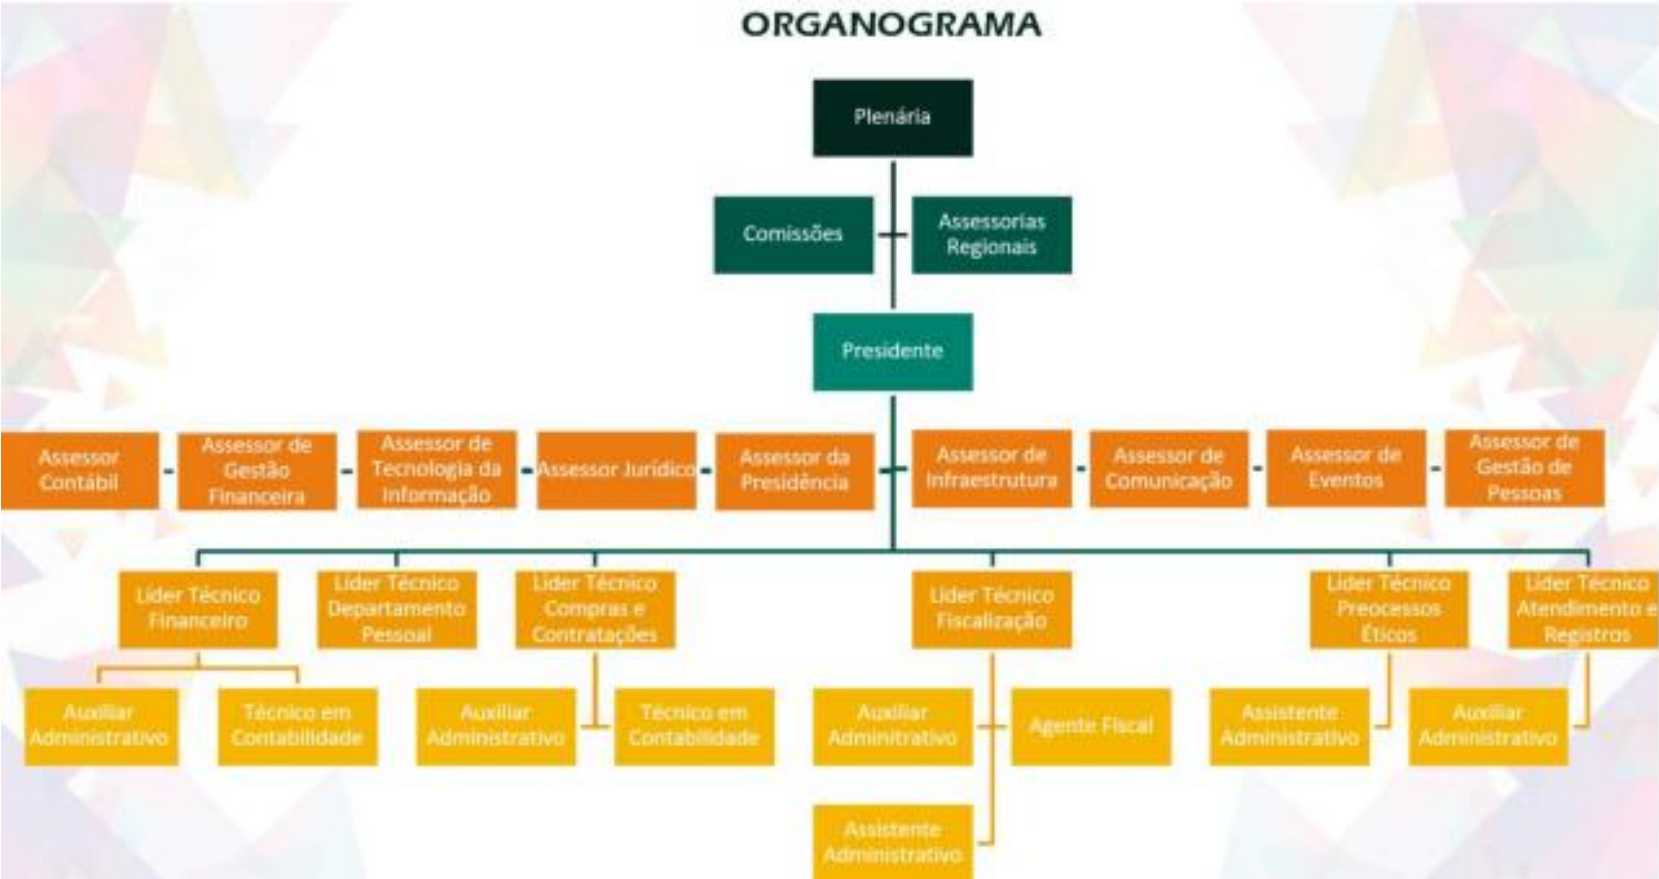 ORGANOGRAMA
Plenária
Comissões
Assessorias
Regionais
Presidente
Assessor
Contábil
Assessor de
Gestão
Financeira
Assessor de
Tecnologia da
Informação
Assessor Jurídico
Assessor da
Presidência
Assessor de
Infraestrutura
Assessor de
Comunicação
Assessor de
Eventos
Assessor de
Gestão de
Pessoas
Líder Técnico
Financeiro
Líder Técnico
Departamento
Pessoal
Líder Técnico
Compras e
Contratações
Líder Técnico
Fiscalização
Líder Técnico
Preocessos
Éticos
Líder Técnico
Atendimento e
Registros
Auxiliar
Administrativo
Técnico em
Contabilidade
Auxiliar
Administrativo
Técnico em
Contabilidade
Auxiliar
Adminitrativo
Agente Fiscal
Assistente
Administrativo
Auxiliar
Administrativo
Assistente
Administrativo